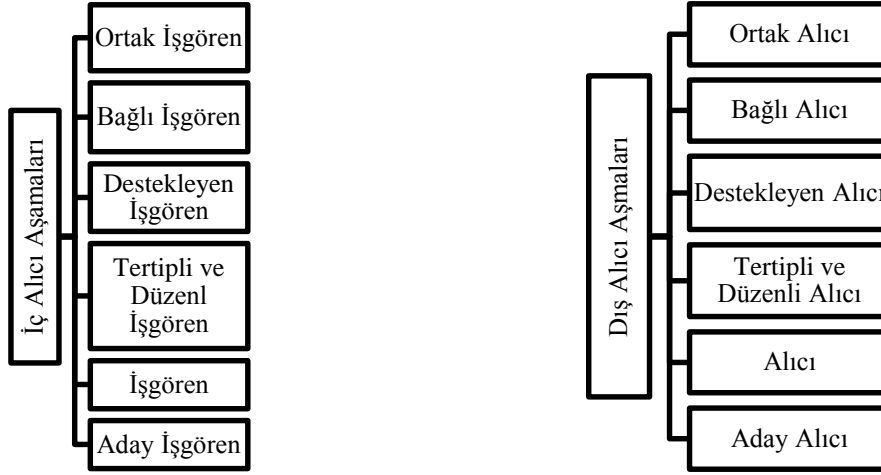 İç Alıcı Aşamaları
Ortak İşgören
Bağlı İşgören
Destekleyen
İşgören
Tertipli ve
Düzenl
İşgören
İşgören
Aday İşgören
Dış Alıcı Aşmaları
Ortak Alıcı
Bağlı Alıcı
Destekleyen Alıcı
Tertipli ve
Düzenli Alıcı
Alıcı
Aday Alıcı